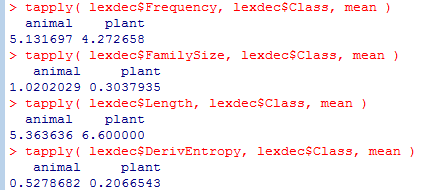 > tapply( lexdec$Frequency, lexdec$Class, mean )
animal plant
5.131697 4.272658
> tapply( lexdec$FamilySize, lexdec$Class, mean )
animal plant
1.0202029 0.3037935
> tapply( lexdec$Length, lexdec$Class, mean )
animal plant
5.363636 6.600000
> tapply( lexdec$DerivEntropy, lexdec$Class, mean )
animal plant
0.5278682 0.2066543